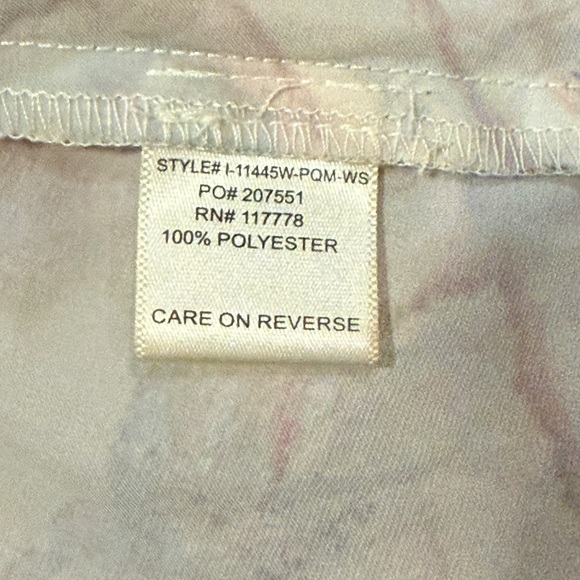 STYLE# I-11445W-PQM-WS
PO# 207551
RN# 117778
100% POLYESTER
CARE ON REVERSE